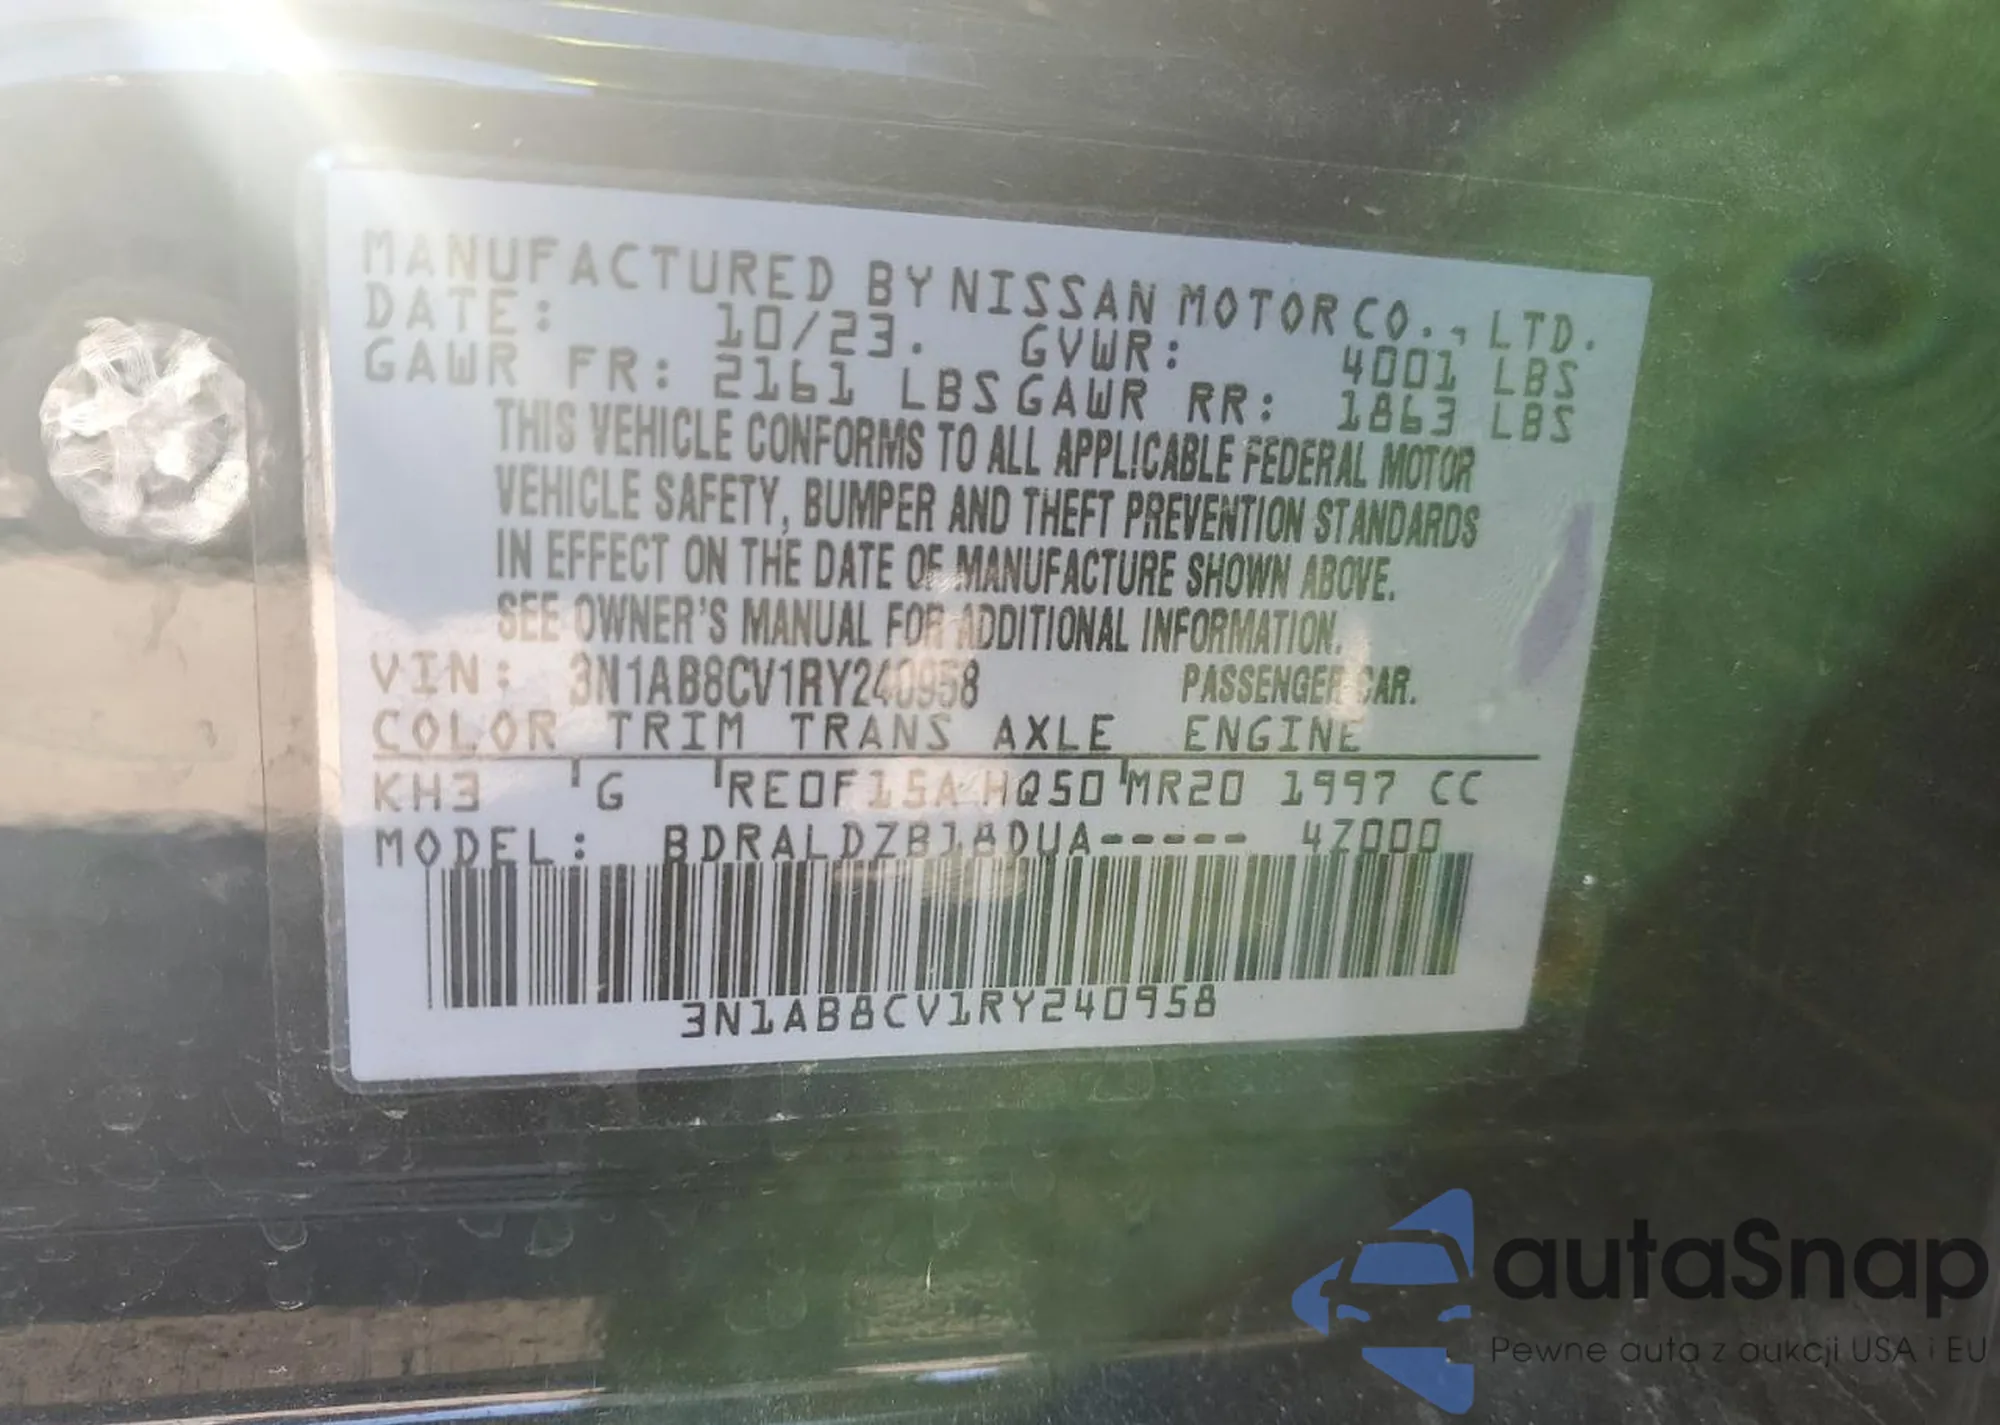 MANUFACTURED BY NISSAN MOTOR CO., LTD.
DATE: 10/23. GVWR: 4001 LBS
GAWR FR: 2161 LBS GAWR RR: 1863 LBS
THIS VEHICLE CONFORMS TO ALL APPLICABLE FEDERAL MOTOR
VEHICLE SAFETY, BUMPER AND THEFT PREVENTION STANDARDS
IN EFFECT ON THE DATE OF MANUFACTURE SHOWN ABOVE.
SEE OWNER'S MANUAL FOR ADDITIONAL INFORMATION.
VIN: 3N1AB8CV1RY240958 PASSENGER CAR.
COLOR TRIM TRANS AXLE ENGINE
KH3 G RE0F15A HQ50 MR20 1997 CC
MODEL: BDRALDZB18DUA----- 4Z000
3N1AB8CV1RY240958
autaSnap
Pewne auta z aukcji USA i EU